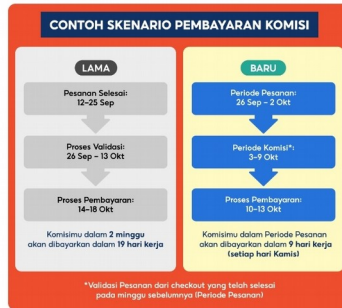 CONTOH SKENARIO PEMBAYARAN KOMISI
LAMA
Pesanan Selesai:
12-25 Sep
Proses Validasi:
26 Sep - 13 Okt
Proses Pembayaran:
14-18 Okt
Komisimu dalam 2 minggu
akan dibayarkan dalam 19 hari kerja
BARU
Periode Pesanan:
26 Sep - 2 Okt
Periode Komisi*:
3-9 Okt
Proses Pembayaran:
10-13 Okt
Komisimu dalam Periode Pesanan
akan dibayarkan dalam 9 hari kerja
(setiap hari Kamis)
*Validasi Pesanan dari checkout yang telah selesai
pada minggu sebelumnya (Periode Pesanan)